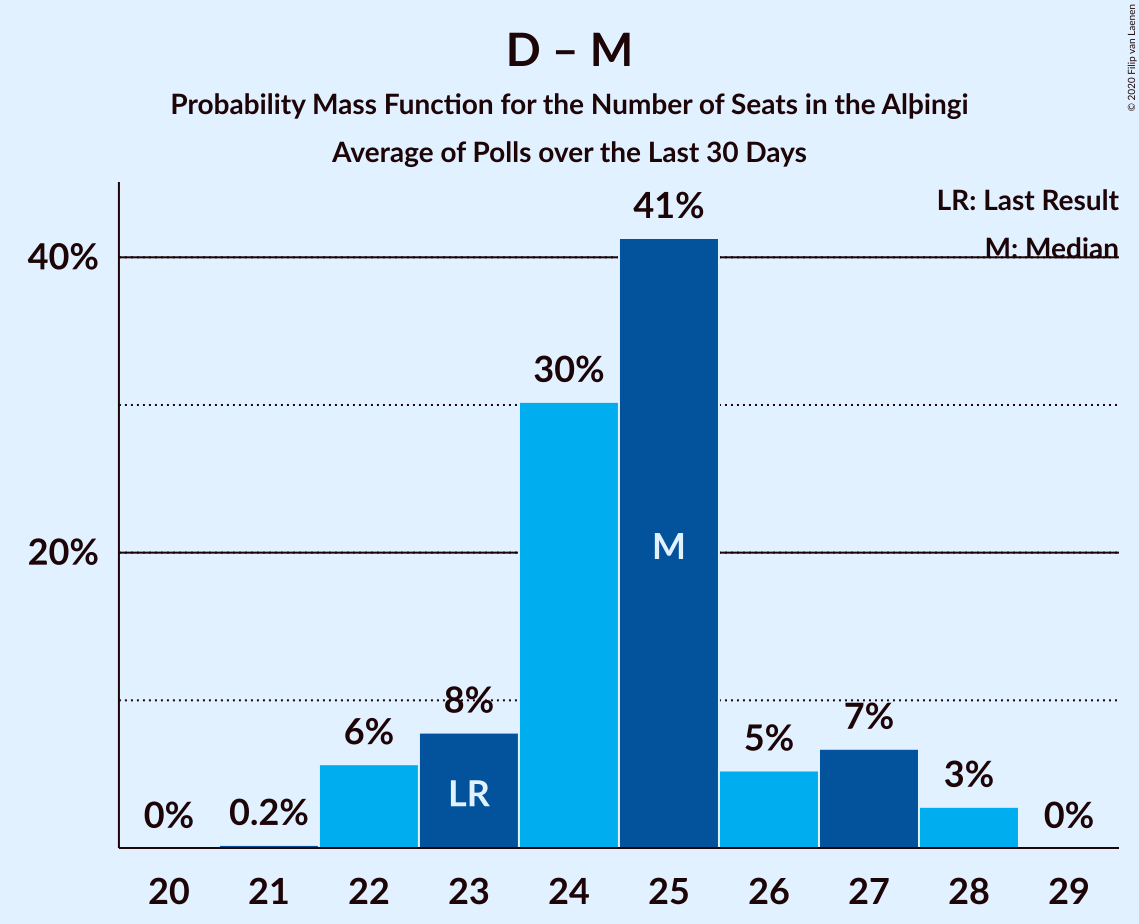 D – M
Probability Mass Function for the Number of Seats in the Alþingi
Average of Polls over the Last 30 Days
© 2020 Filip van Laenen
LR: Last Result
M: Median
40%
20%
0%
0.2%
6%
8%
30%
41%
5%
7%
3%
0%
LR
M
20 21 22 23 24 25 26 27 28 29